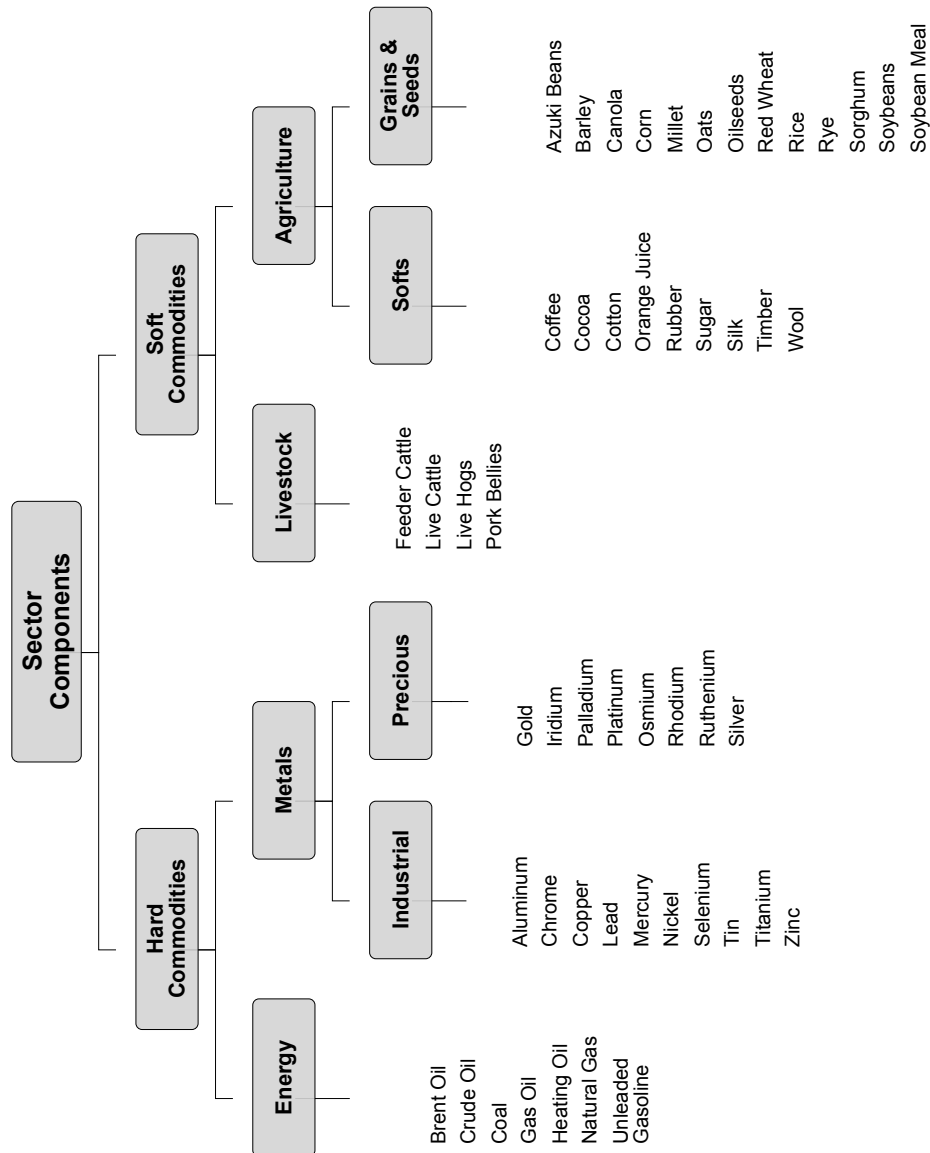 Sector
Components
Hard
Commodities
Soft
Commodities
Energy
Metals
Livestock
Agriculture
Industrial
Precious
Softs
Grains &
Seeds
Brent Oil
Crude Oil
Coal
Gas Oil
Heating Oil
Natural Gas
Unleaded
Gasoline
Aluminum
Chrome
Copper
Lead
Mercury
Nickel
Selenium
Tin
Titanium
Zinc
Gold
Iridium
Palladium
Platinum
Osmium
Rhodium
Ruthenium
Silver
Feeder Cattle
Live Cattle
Live Hogs
Pork Bellies
Coffee
Cocoa
Cotton
Orange Juice
Rubber
Sugar
Silk
Timber
Wool
Azuki Beans
Barley
Canola
Corn
Millet
Oats
Oilseeds
Red Wheat
Rice
Rye
Sorghum
Soybeans
Soybean Meal